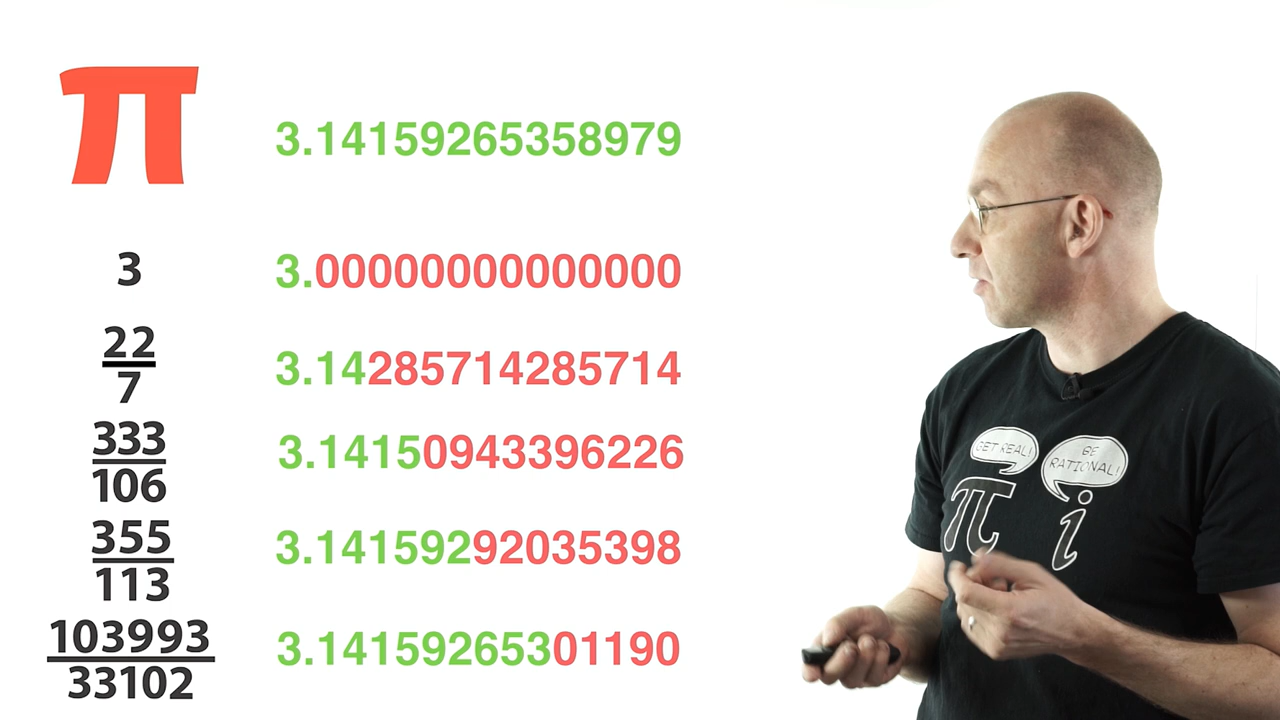 π 3.14159265358979
3 3.00000000000000
22/7 3.14285714285714
333/106 3.14150943396226
355/113 3.14159292035398
103993/33102 3.14159265301190
GET REAL!
BE
RATIONAL!
π i